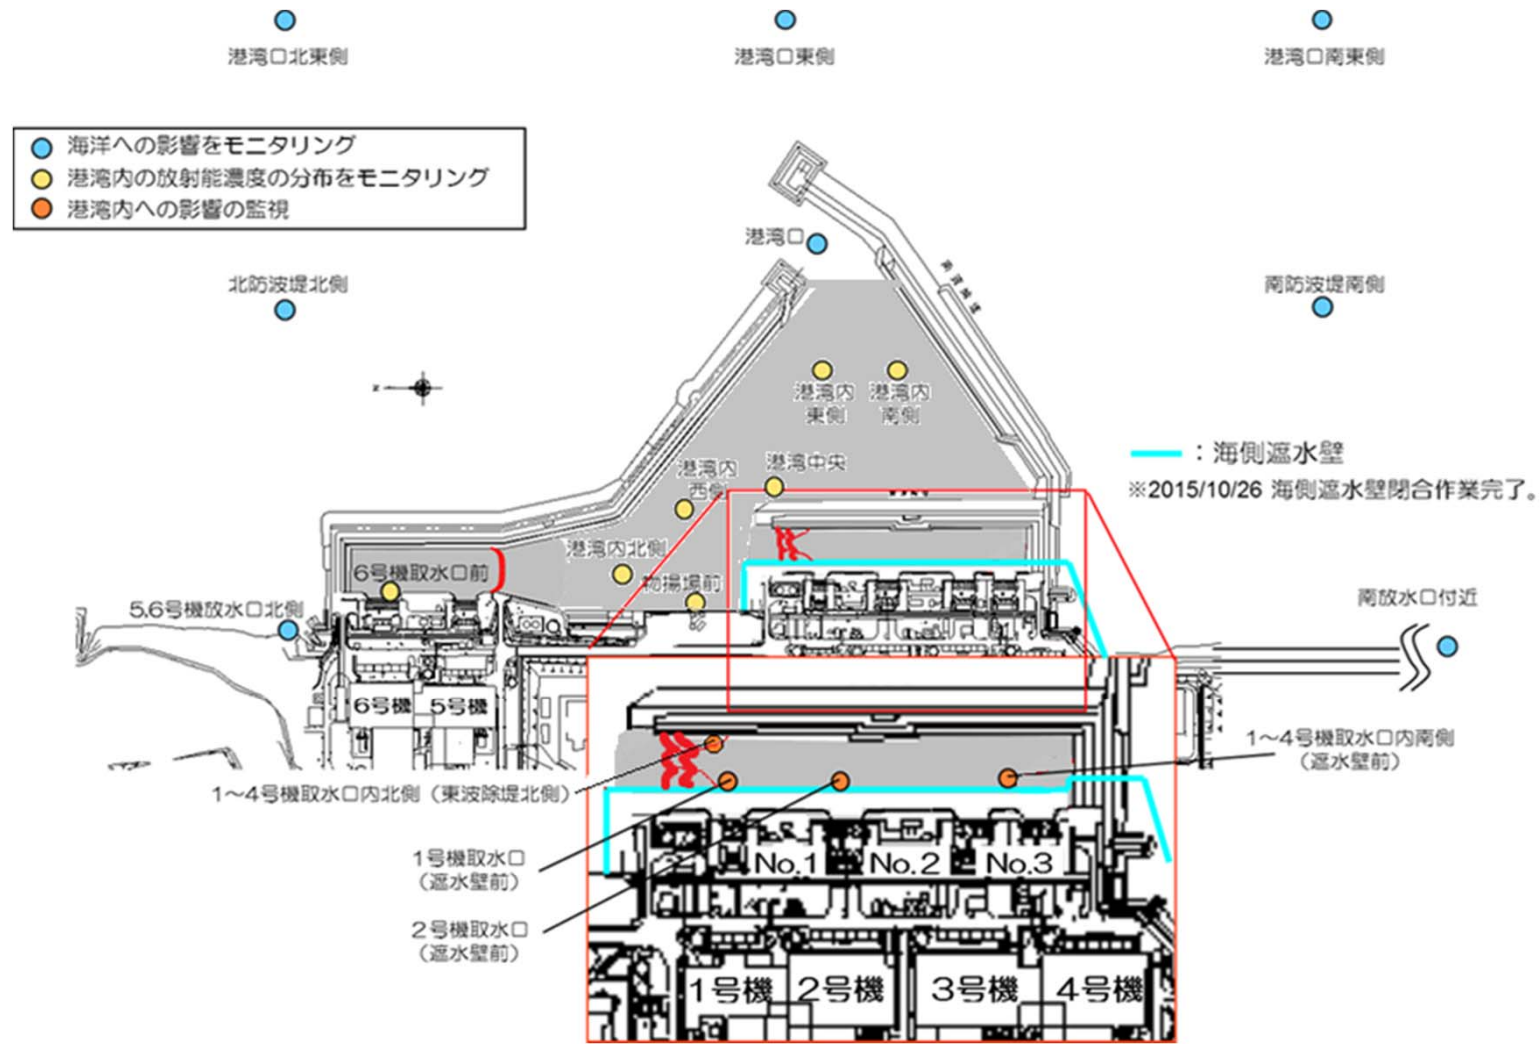 港湾口北東側
港湾口東側
港湾口南東側
海洋への影響をモニタリング
港湾内の放射能濃度の分布をモニタリング
港湾内への影響の監視
港湾口
北防波堤北側
南防波堤南側
港湾内
東側
港湾内
南側
：海側遮水壁
※2015/10/26 海側遮水壁閉合作業完了。
港湾中央
港湾内
西側
港湾内北側
6号機取水口前
物揚場前
5,6号機放水口北側
南放水口付近
6号機
5号機
1～4号機取水口内南側
（遮水壁前）
1～4号機取水口内北側（東波除堤北側）
1号機取水口
（遮水壁前）
No.1
No.2
No.3
2号機取水口
（遮水壁前）
1号機
2号機
3号機
4号機